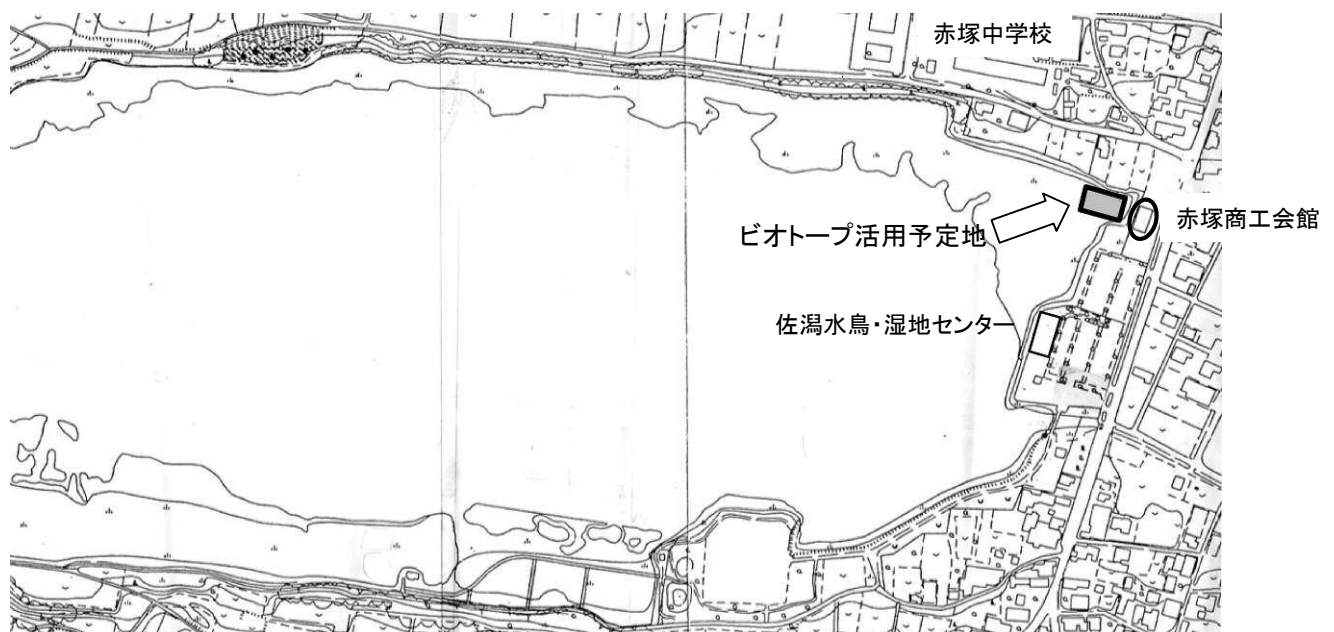 赤塚中学校
赤塚商工会館
ビオトープ活用予定地
佐潟水鳥・湿地センター